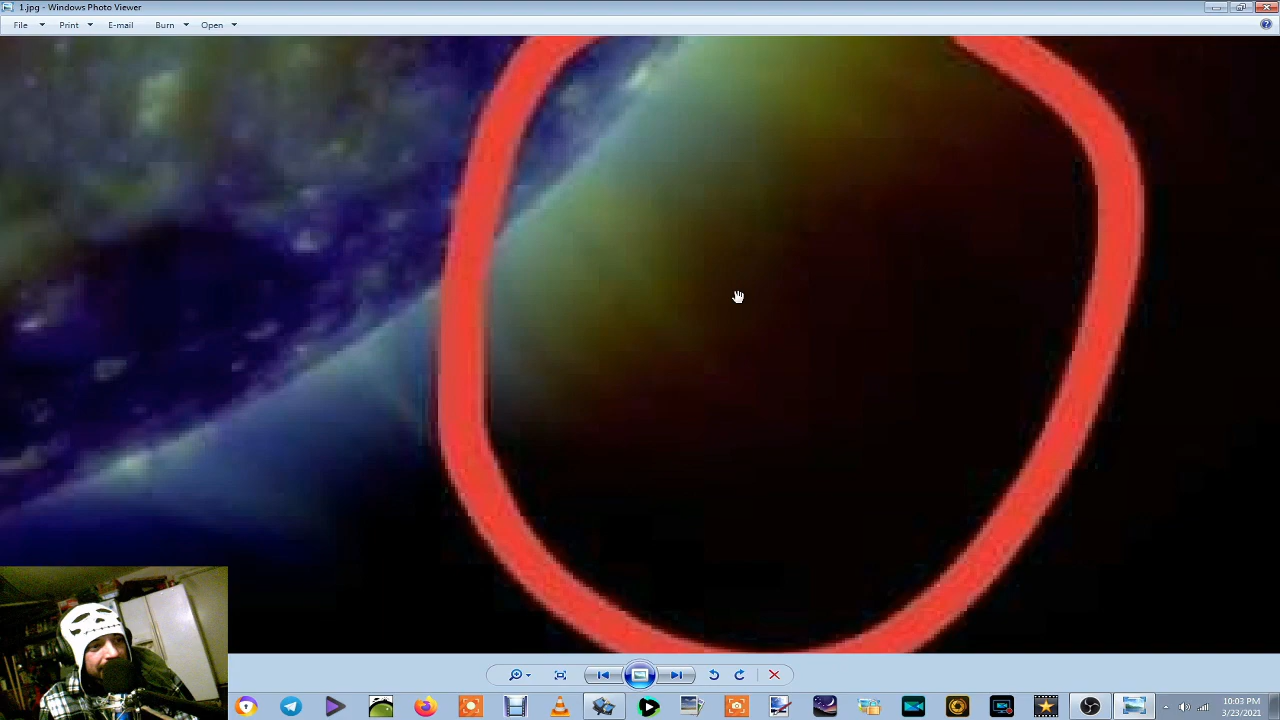 1.jpg - Windows Photo Viewer
File Print E-mail Burn Open
10:03 PM
3/23/2021